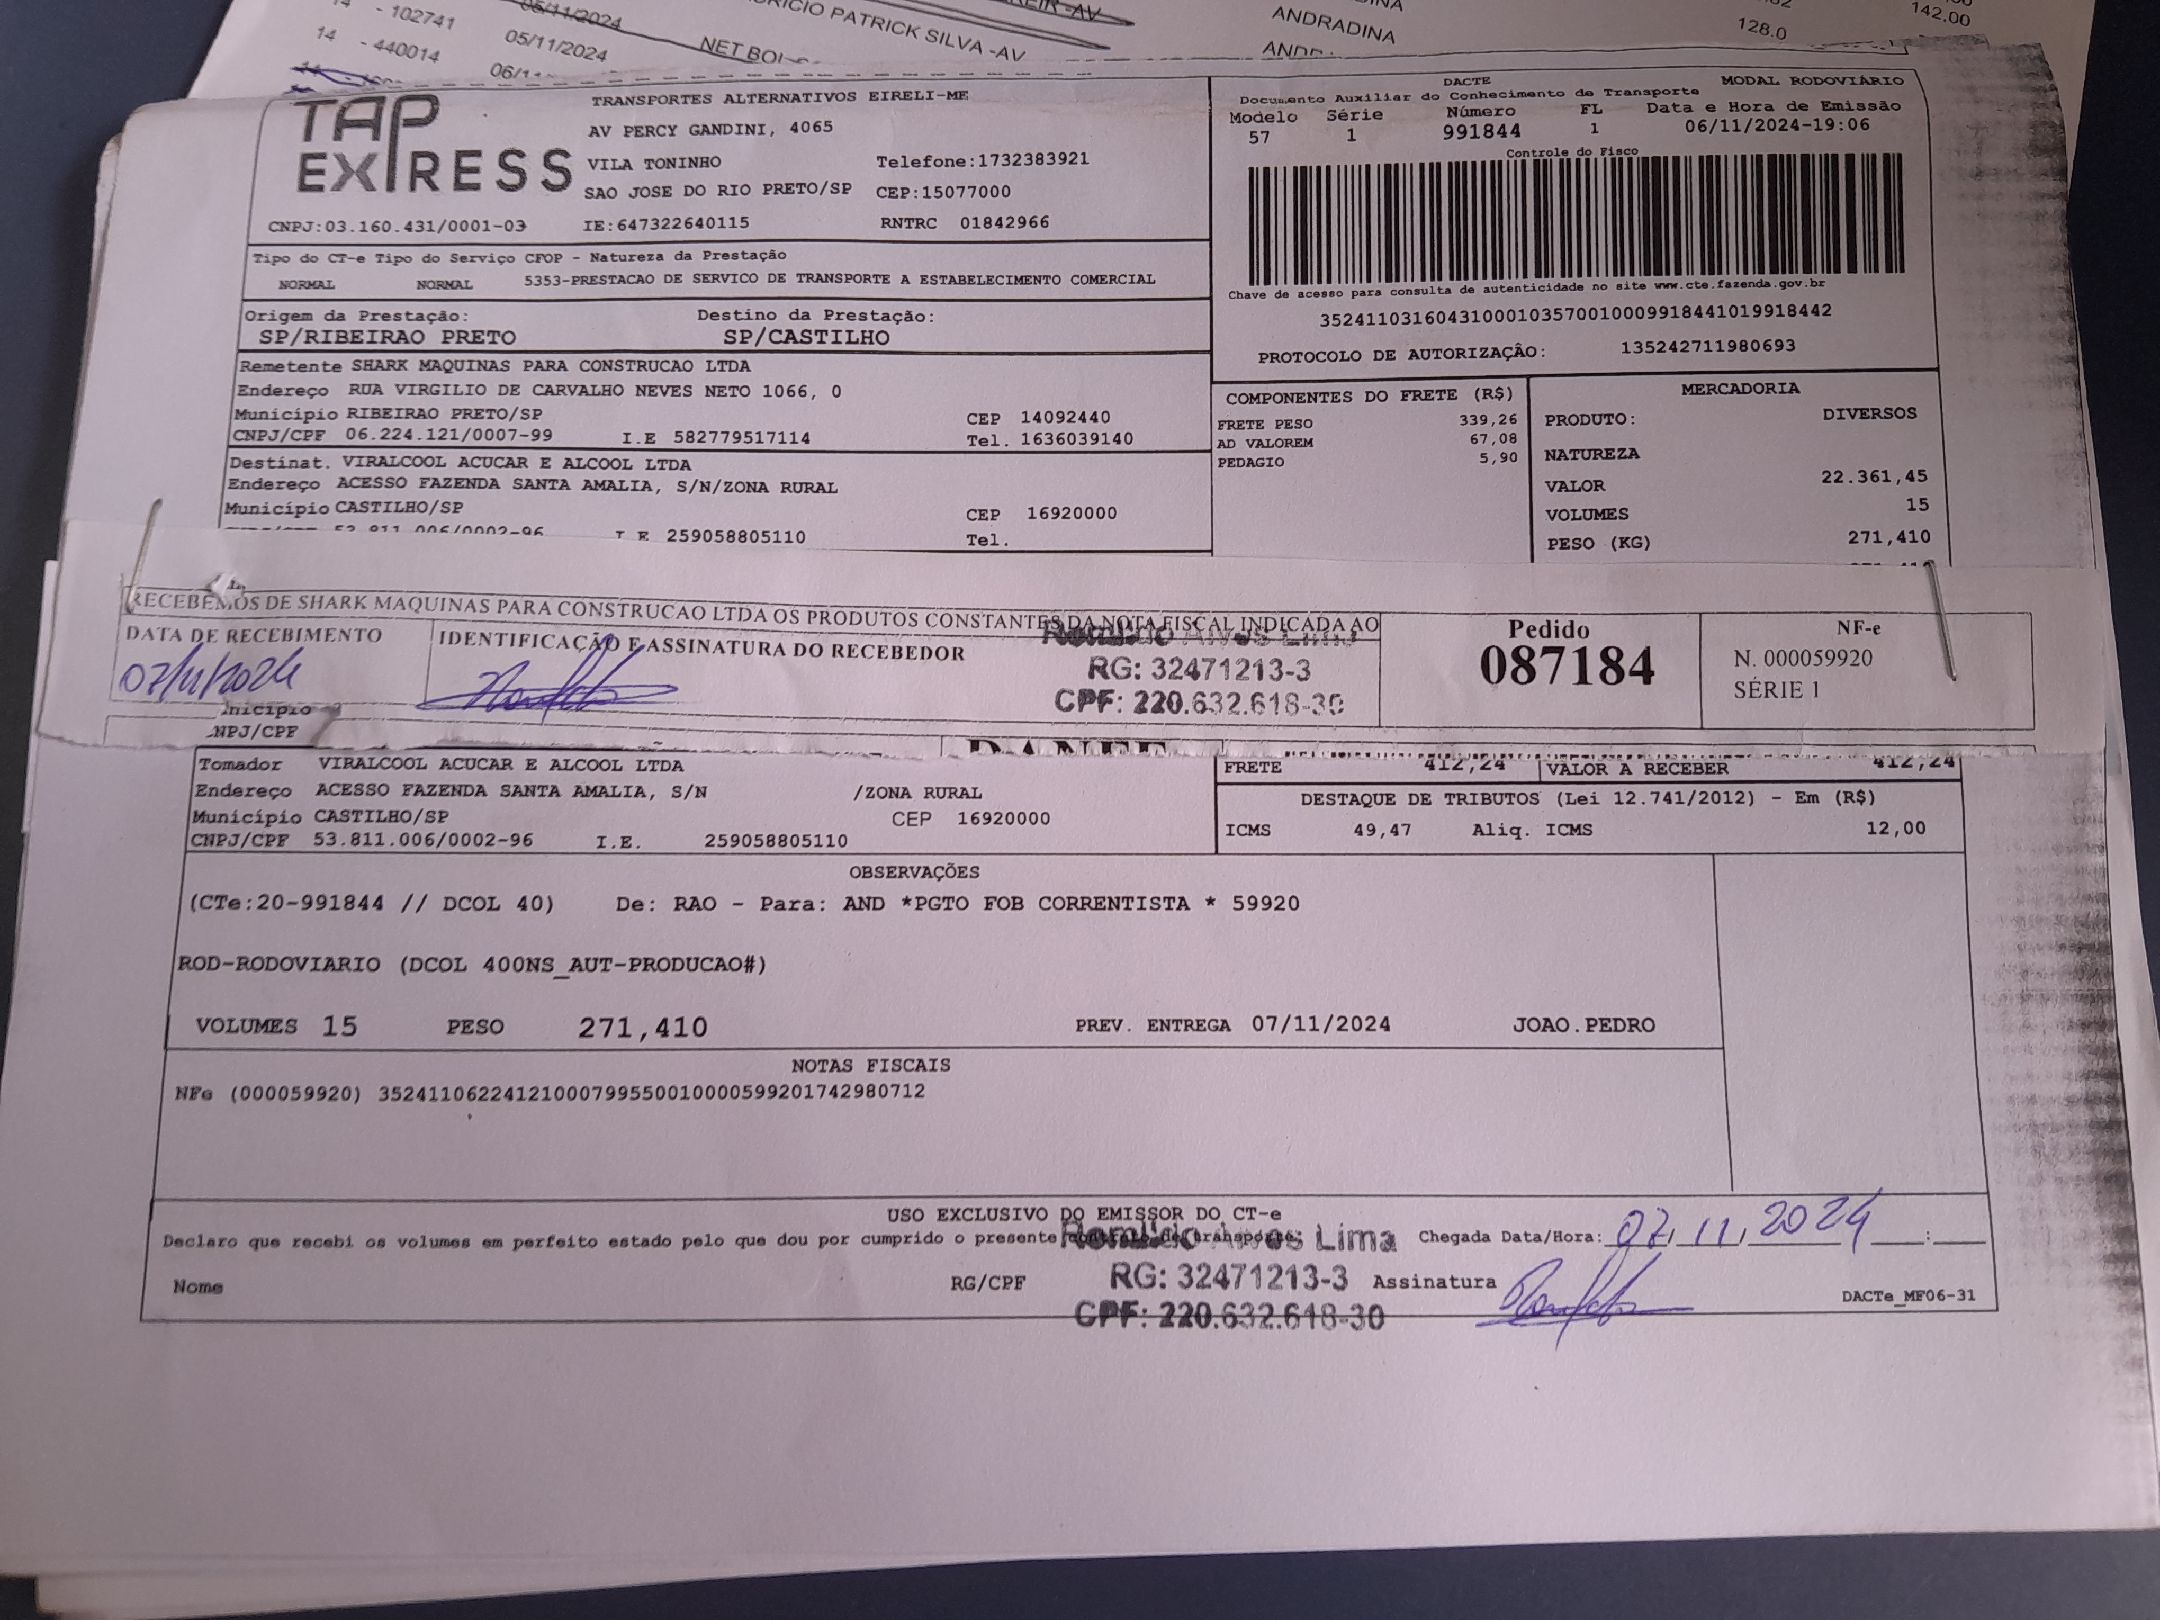 14 - 102741 05/11/2024 PATRICK SILVA -AV ANDRADINA 128.0 142.00
14 - 440014 05/11/2024 NET
TAP EXPRESS
TRANSPORTES ALTERNATIVOS EIRELI-ME
AV PERCY GANDINI, 4065
VILA TONINHO Telefone:1732383921
SAO JOSE DO RIO PRETO/SP CEP:15077000
CNPJ:03.160.431/0001-03 IE:647322640115 RNTRC 01842966
DACTE MODAL RODOVIÁRIO
Documento Auxiliar do Conhecimento de Transporte
Modelo Série Número FL Data e Hora de Emissão
57 1 991844 1 06/11/2024-19:06
Controle do Fisco
Chave de acesso para consulta de autenticidade no site www.cte.fazenda.gov.br
35241103160431000103570010009918441019918442
PROTOCOLO DE AUTORIZAÇÃO: 135242711980693
Tipo do CT-e Tipo do Serviço CFOP - Natureza da Prestação
NORMAL NORMAL 5353-PRESTACAO DE SERVICO DE TRANSPORTE A ESTABELECIMENTO COMERCIAL
Origem da Prestação: Destino da Prestação:
SP/RIBEIRAO PRETO SP/CASTILHO
Remetente SHARK MAQUINAS PARA CONSTRUCAO LTDA
Endereço RUA VIRGILIO DE CARVALHO NEVES NETO 1066, 0
Município RIBEIRAO PRETO/SP CEP 14092440
CNPJ/CPF 06.224.121/0007-99 I.E 582779517114 Tel. 1636039140
Destinat. VIRALCOOL ACUCAR E ALCOOL LTDA
Endereço ACESSO FAZENDA SANTA AMALIA, S/N/ZONA RURAL
Município CASTILHO/SP CEP 16920000
53.811.006/0002-96 I E 259058805110 Tel.
COMPONENTES DO FRETE (R$)
FRETE PESO 339,26
AD VALOREM 67,08
PEDAGIO 5,90
MERCADORIA
PRODUTO: DIVERSOS
NATUREZA
VALOR 22.361,45
VOLUMES 15
PESO (KG) 271,410
RECEBEMOS DE SHARK MAQUINAS PARA CONSTRUCAO LTDA OS PRODUTOS CONSTANTES DA NOTA FISCAL INDICADA AO
DATA DE RECEBIMENTO IDENTIFICAÇÃO E ASSINATURA DO RECEBEDOR
07/11/2024
Romildo Alves Lima
RG: 32471213-3
CPF: 220.632.618-30
Pedido
087184
NF-e
N. 000059920
SÉRIE 1
CNPJ/CPF
DANFE
Tomador VIRALCOOL ACUCAR E ALCOOL LTDA
Endereço ACESSO FAZENDA SANTA AMALIA, S/N /ZONA RURAL
Município CASTILHO/SP CEP 16920000
CNPJ/CPF 53.811.006/0002-96 I.E. 259058805110
FRETE 412,24 VALOR A RECEBER 412,24
DESTAQUE DE TRIBUTOS (Lei 12.741/2012) - Em (R$)
ICMS 49,47 Aliq. ICMS 12,00
OBSERVAÇÕES
(CTe:20-991844 // DCOL 40) De: RAO - Para: AND *PGTO FOB CORRENTISTA * 59920
ROD-RODOVIARIO (DCOL 400NS_AUT-PRODUCAO#)
VOLUMES 15 PESO 271,410 PREV. ENTREGA 07/11/2024 JOAO.PEDRO
NOTAS FISCAIS
NFe (000059920) 35241106224121000799550010000599201742980712
USO EXCLUSIVO DO EMISSOR DO CT-e
Declaro que recebi os volumes em perfeito estado pelo que dou por cumprido o presente contrato de transporte. Chegada Data/Hora: 07/11/2024 :
Romildo Alves Lima
Nome RG/CPF RG: 32471213-3 Assinatura DACTe_MF06-31
CPF: 220.632.618-30